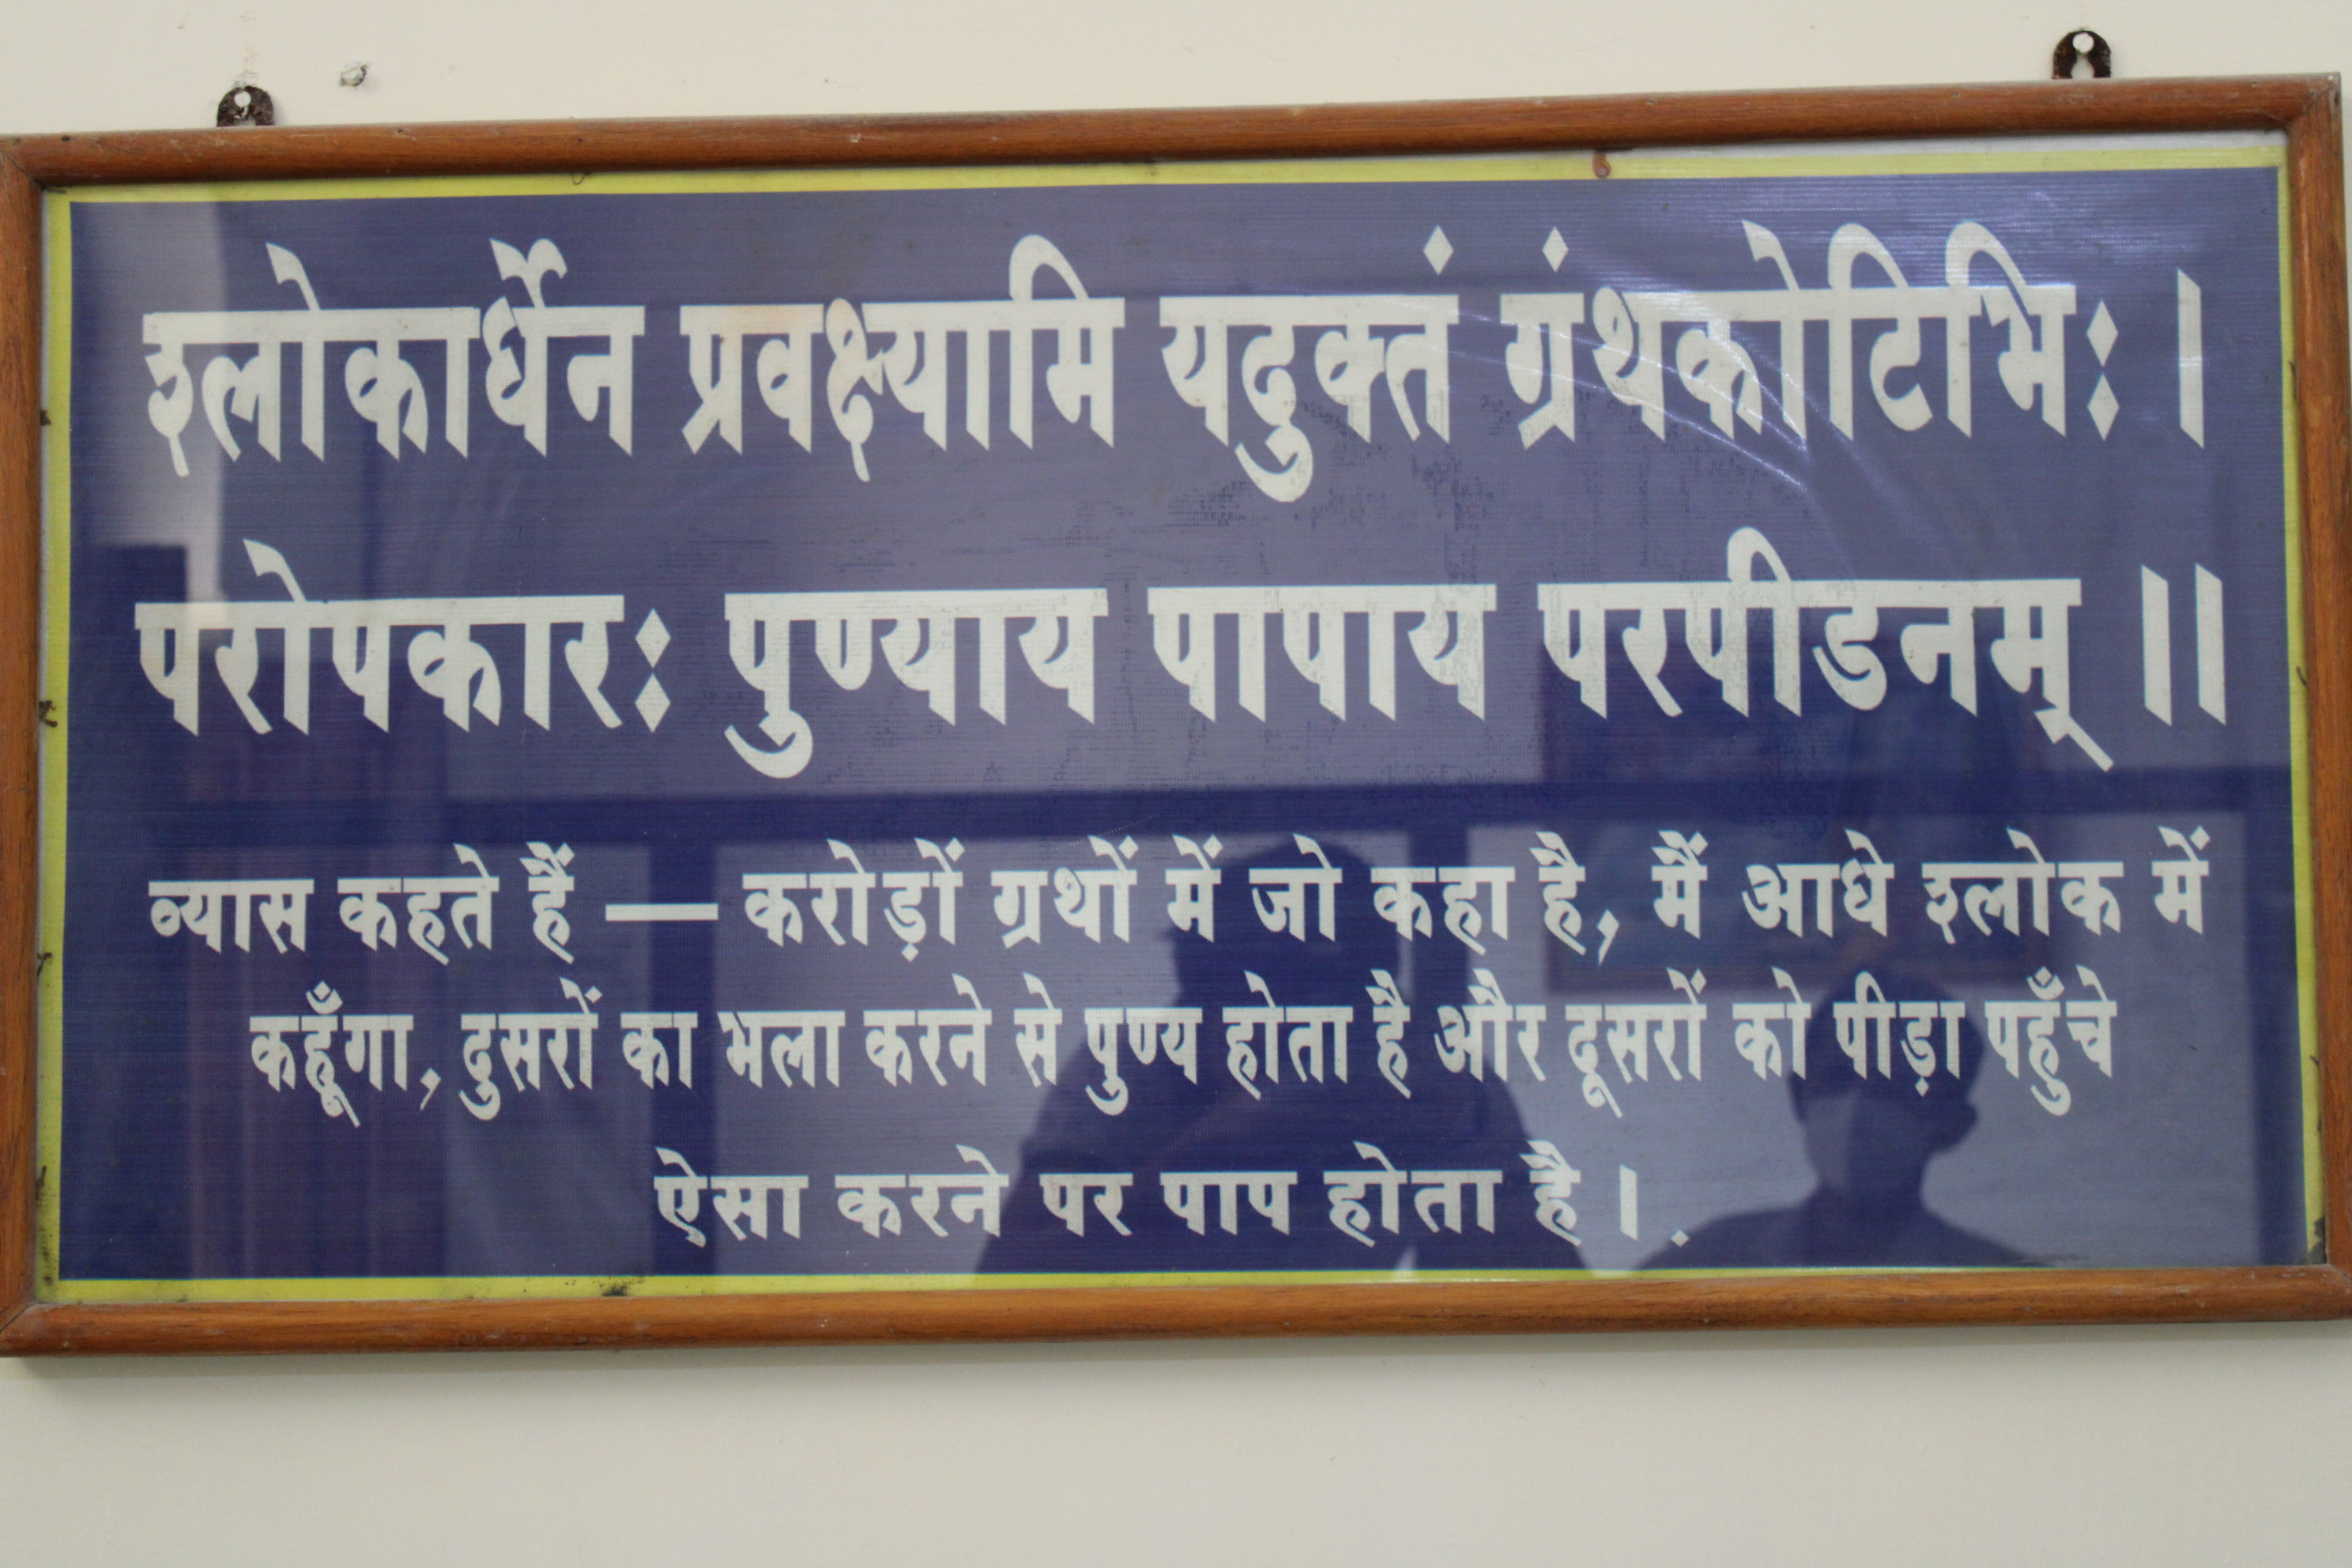 श्लोकार्धेन प्रवक्ष्यामि यदुक्तं ग्रंथकोटिभिः ।
परोपकारः पुण्याय पापाय परपीडनम् ॥
व्यास कहते हैं — करोड़ों ग्रथों में जो कहा है, मैं आधे श्लोक में
कहूँगा, दुसरों का भला करने से पुण्य होता है और दूसरों को पीड़ा पहुँचे
ऐसा करने पर पाप होता है ।